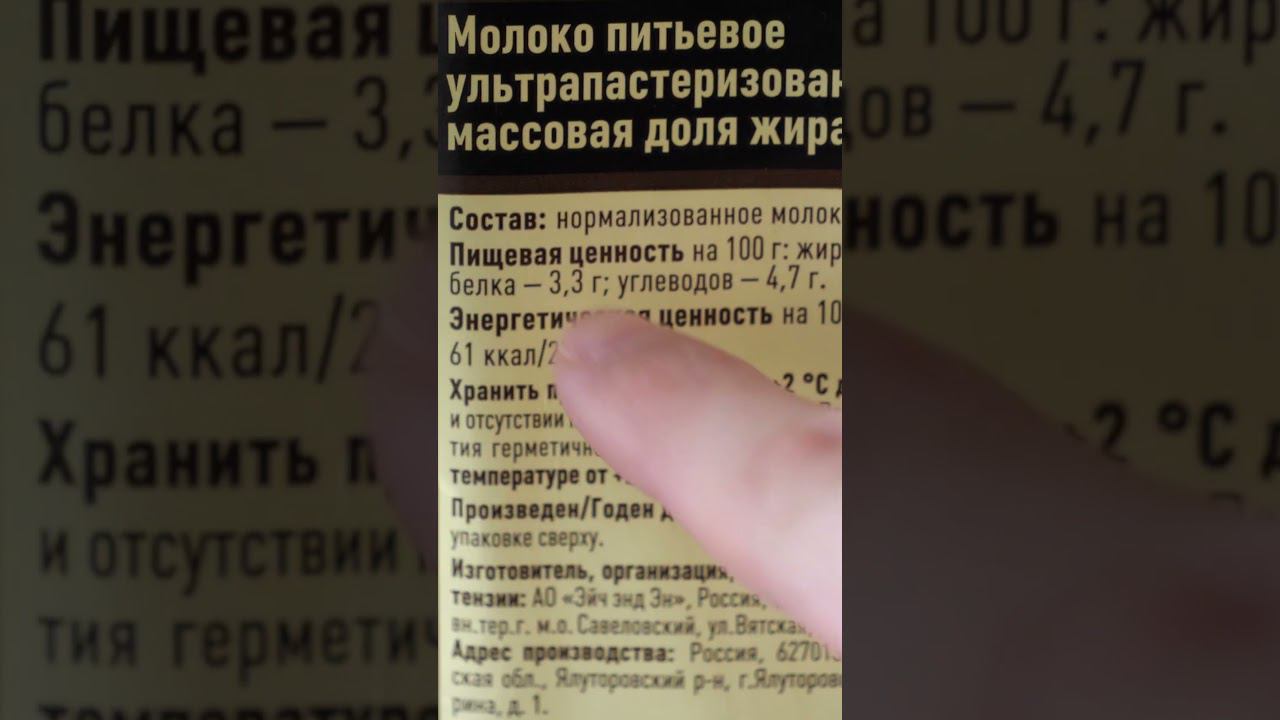 Молоко питьевое
ультрапастеризован
массовая доля жира
Состав: нормализованное молок
Пищевая ценность на 100 г: жир
белка – 3,3 г; углеводов – 4,7 г.
Энергетическая ценность на 10
61 ккал/2
Хранить п +2 °С д
и отсутствии
тия герметичн
температуре от
Произведен/Годен д
упаковке сверху.
Изготовитель, организация,
тензии: АО «Эйч энд Эн», Россия,
вн.тер.г. м.о. Савеловский, ул.Вятская,
Адрес производства: Россия, 62701
ская обл., Ялуторовский р-н, г.Ялуторов
рина, д. 1.